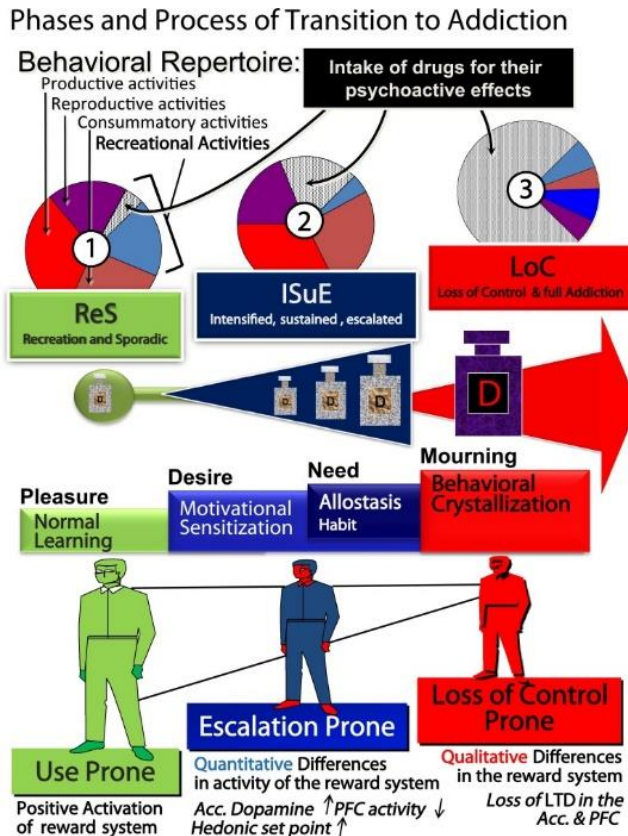 Phases and Process of Transition to Addiction
Behavioral Repertoire:
Productive activities
Reproductive activities
Consummatory activities
Recreational Activities
Intake of drugs for their
psychoactive effects
1
2
3
ReS
Recreation and Sporadic
ISuE
Intensified, sustained , escalated
LoC
Loss of Control & full Addiction
D
D
D
D
D
Pleasure
Normal
Learning
Desire
Motivational
Sensitization
Need
Allostasis
Habit
Mourning
Behavioral
Crystallization
Use Prone
Positive Activation
of reward system
Escalation Prone
Quantitative Differences
in activity of the reward system
Acc. Dopamine ↑PFC activity ↓
Hedonic set point ↑
Loss of Control
Prone
Qualitative Differences
in the reward system
Loss of LTD in the
Acc. & PFC